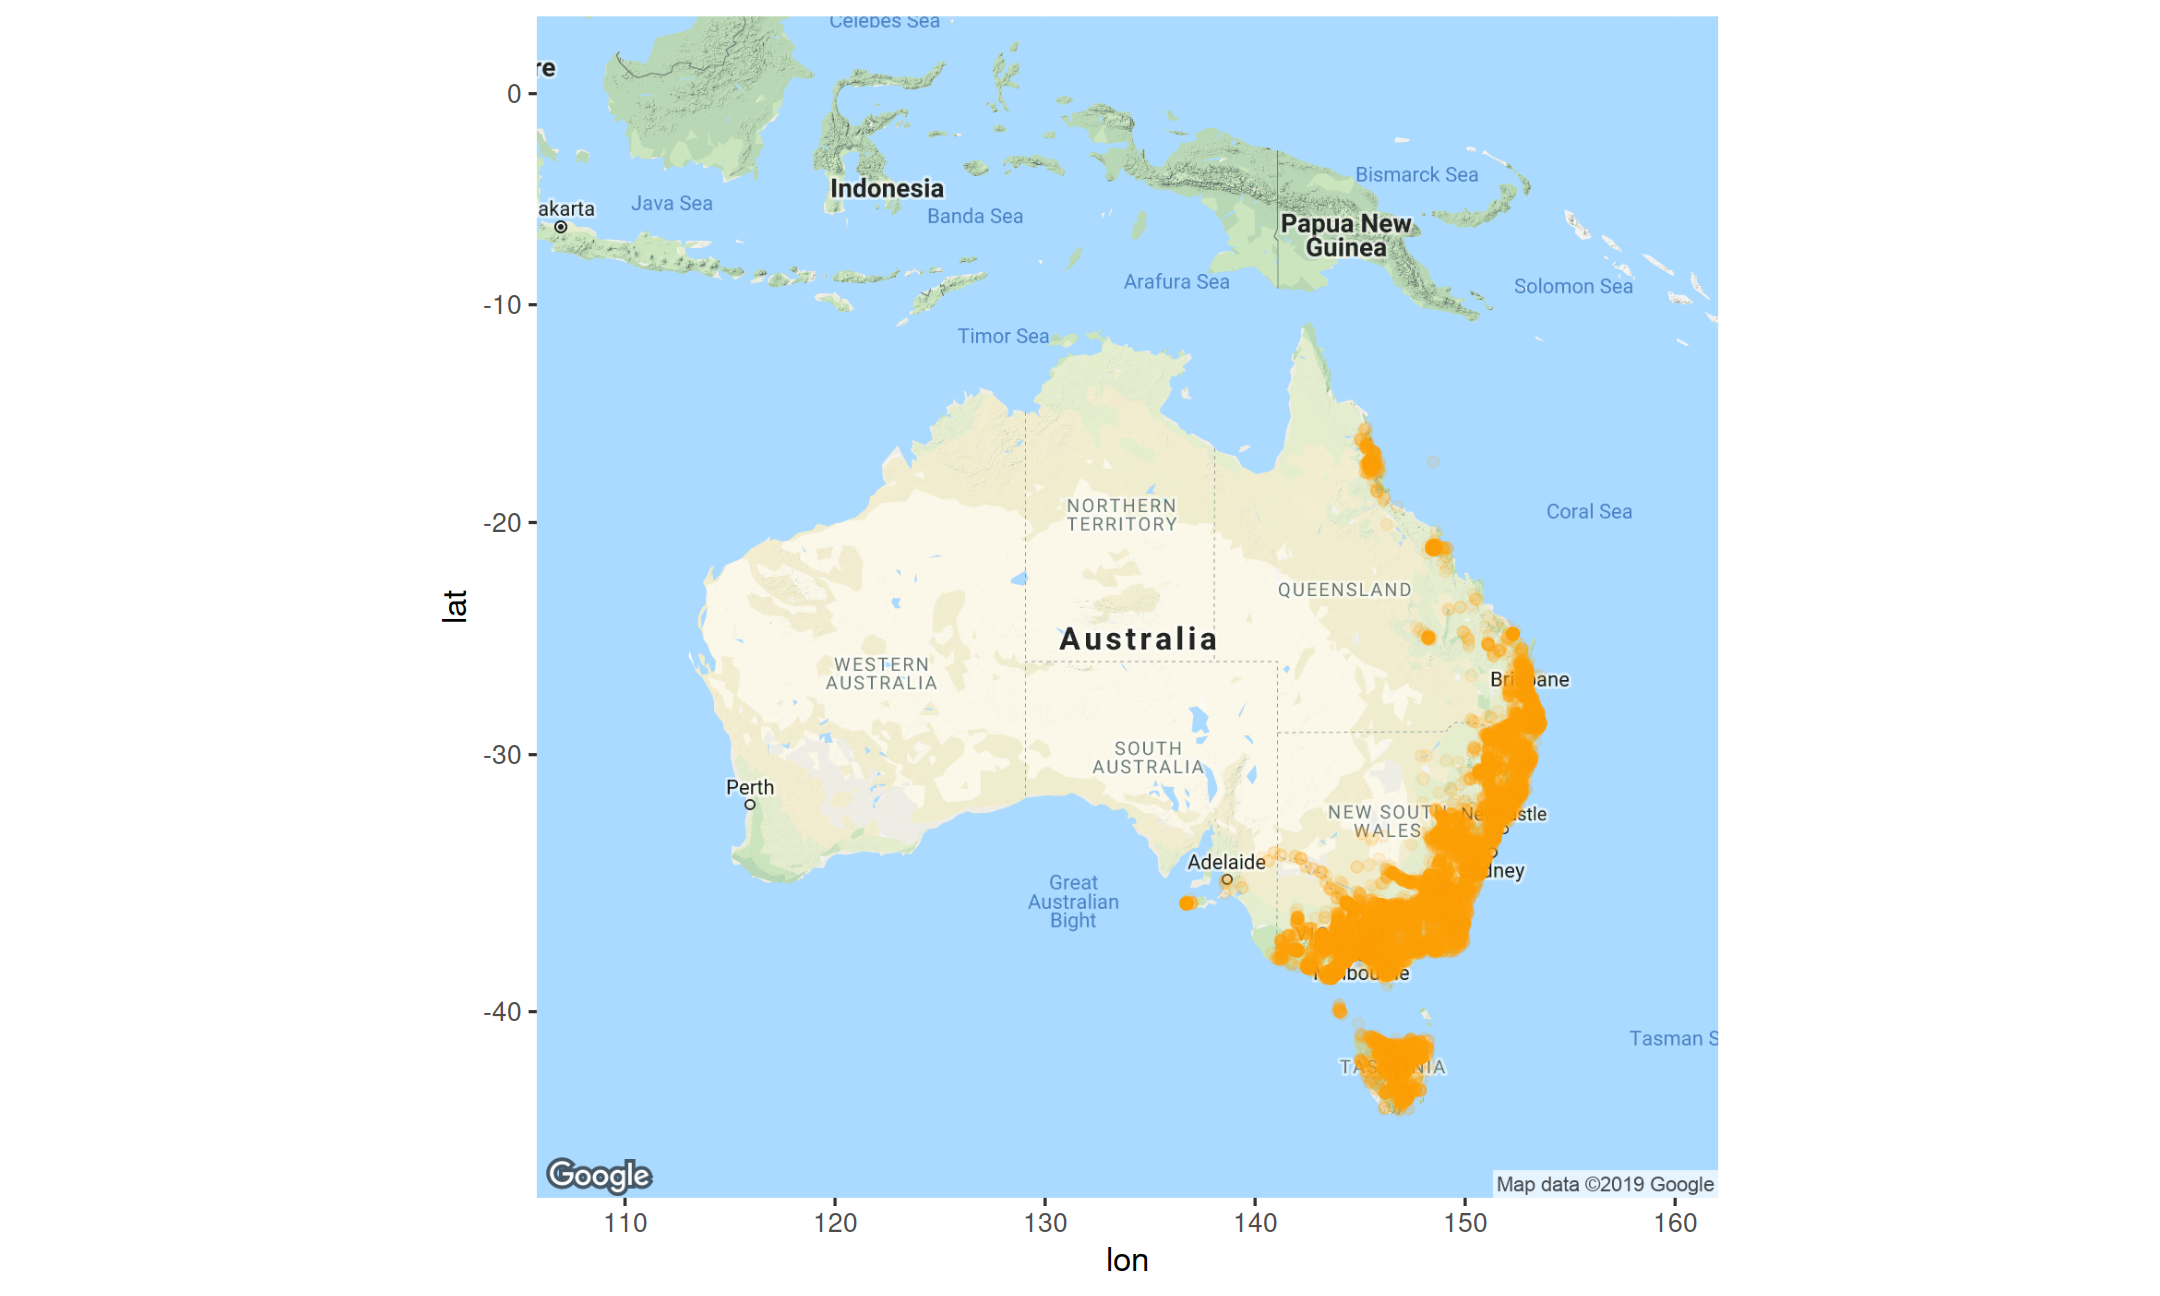 Celebes Sea
re
0
Bismarck Sea
Indonesia
Java Sea
akarta
Banda Sea
Papua New
Guinea
Arafura Sea
Solomon Sea
-10
Timor Sea
NORTHERN
TERRITORY
Coral Sea
-20
QUEENSLAND
lat
Australia
WESTERN
AUSTRALIA
Bri bane
SOUTH
AUSTRALIA
-30
Perth
NEW SOUTH
WALES
Ne stle
Adelaide
dney
Great
Australian
Bight
-40
Tasman S
TAS NIA
Google
Map data ©2019 Google
110
120
130
140
150
160
lon